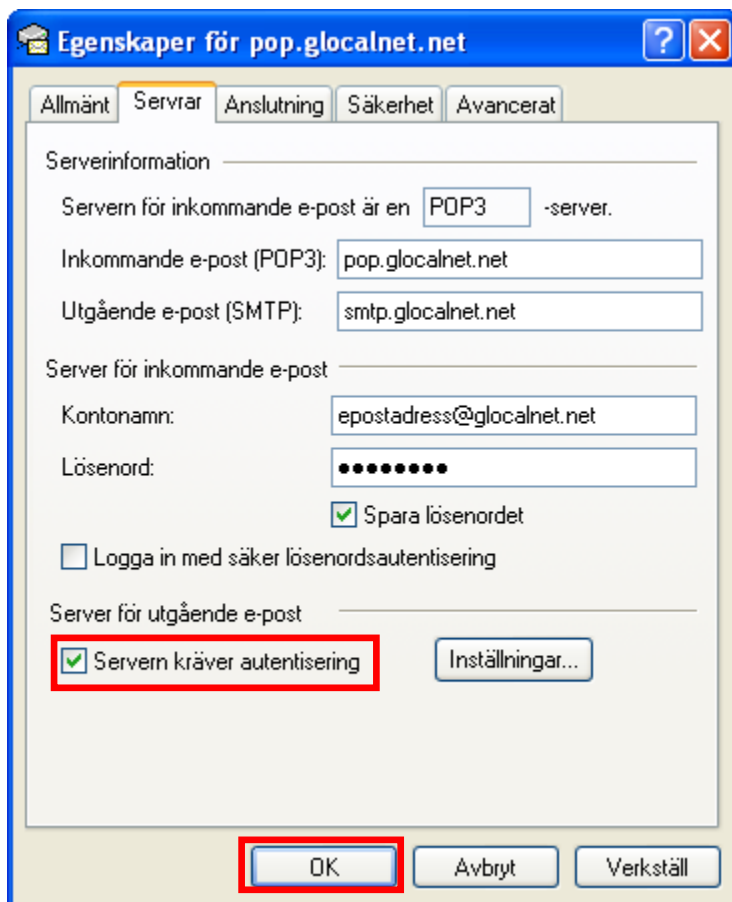 Egenskaper för pop.glocalnet.net
Allmänt Servrar Anslutning Säkerhet Avancerat
Serverinformation
Servern för inkommande e-post är en POP3 -server.
Inkommande e-post (POP3): pop.glocalnet.net
Utgående e-post (SMTP): smtp.glocalnet.net
Server för inkommande e-post
Kontonamn: epostadress@glocalnet.net
Lösenord: ●●●●●●●●
Spara lösenordet
Logga in med säker lösenordsautentisering
Server för utgående e-post
Servern kräver autentisering Inställningar...
OK Avbryt Verkställ